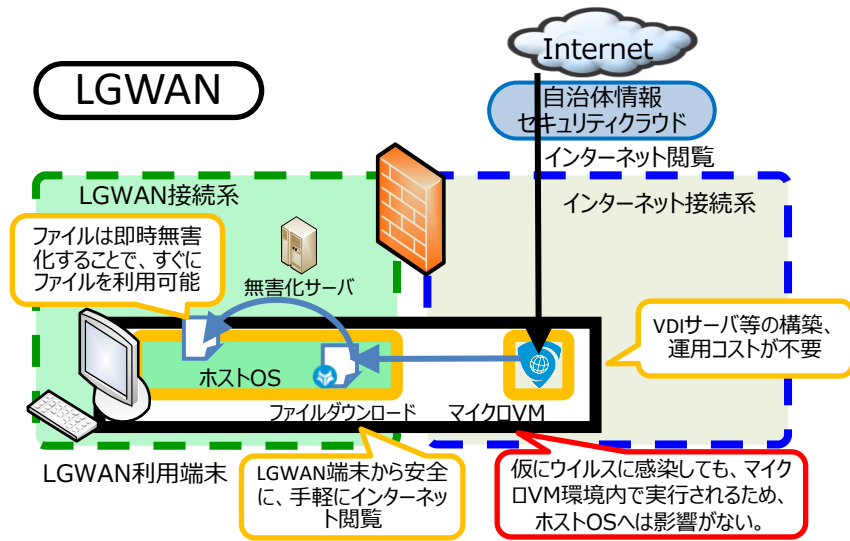 Internet
LGWAN
自治体情報
セキュリティクラウド
インターネット閲覧
LGWAN接続系
インターネット接続系
ファイルは即時無害
化することで、すぐに
ファイルを利用可能
無害化サーバ
VDIサーバ等の構築、
運用コストが不要
ホストOS
ファイルダウンロード
マイクロVM
LGWAN利用端末
LGWAN端末から安全
に、手軽にインターネッ
ト閲覧
仮にウイルスに感染しても、マイク
ロVM環境内で実行されるため、
ホストOSへは影響がない。